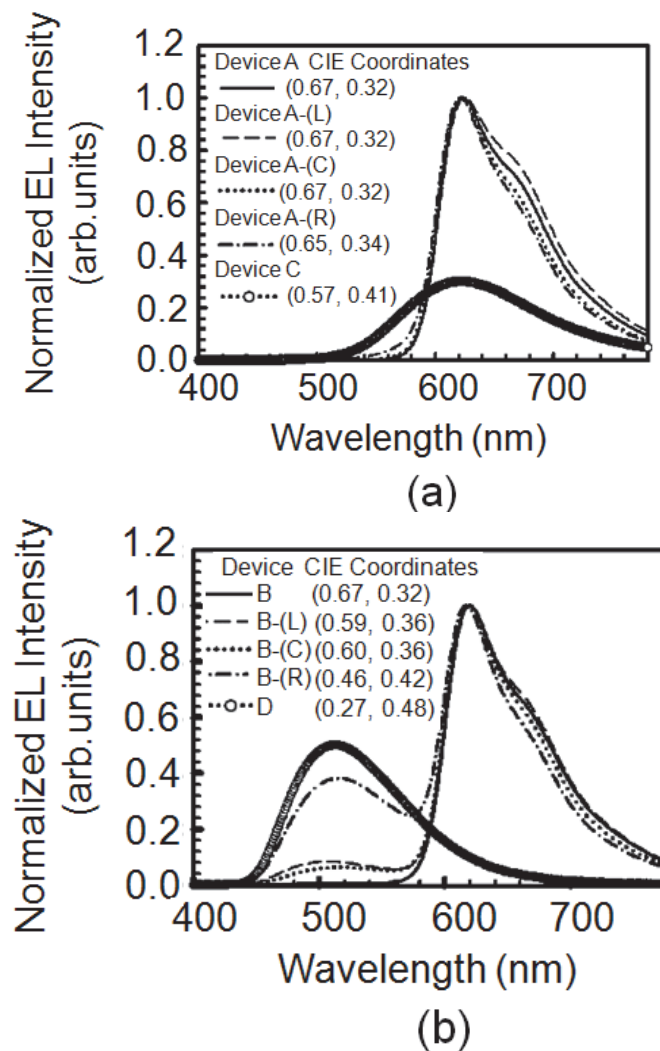 Normalized EL Intensity
(arb.units)
1.2
1.0
0.8
0.6
0.4
0.2
0.0
Device A CIE Coordinates
(0.67, 0.32)
Device A-(L)
(0.67, 0.32)
Device A-(C)
(0.67, 0.32)
Device A-(R)
(0.65, 0.34)
Device C
(0.57, 0.41)
400 500 600 700
Wavelength (nm)
(a)
Normalized EL Intensity
(arb.units)
1.2
1.0
0.8
0.6
0.4
0.2
0.0
Device CIE Coordinates
B (0.67, 0.32)
B-(L) (0.59, 0.36)
B-(C) (0.60, 0.36)
B-(R) (0.46, 0.42)
D (0.27, 0.48)
400 500 600 700
Wavelength (nm)
(b)